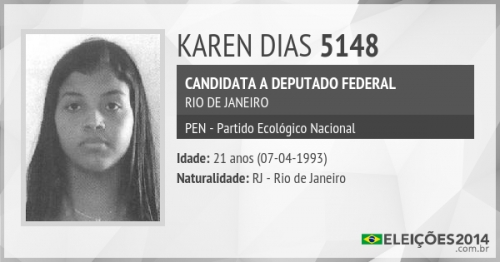 KAREN DIAS 5148
CANDIDATA A DEPUTADO FEDERAL
RIO DE JANEIRO
PEN - Partido Ecológico Nacional
Idade: 21 anos (07-04-1993)
Naturalidade: RJ - Rio de Janeiro
ELEIÇÕES2014
.com.br